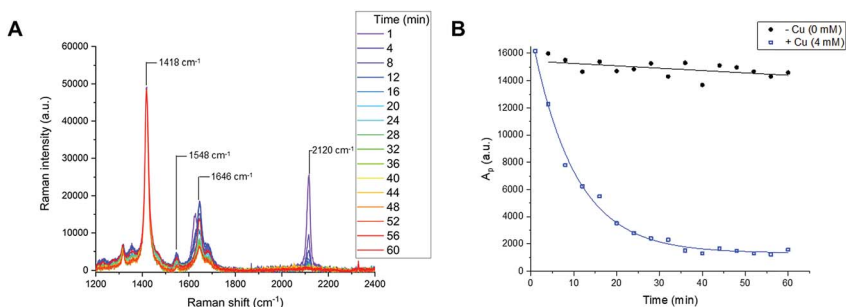 A
Time (min)
1
4
8
12
16
20
24
28
32
36
40
44
48
52
56
60
60000
50000
40000
30000
20000
10000
0
Raman intensity (a.u.)
1418 cm-1
1548 cm-1
1646 cm-1
2120 cm-1
1200 1400 1600 1800 2000 2200 2400
Raman shift (cm-1)
B
- Cu (0 mM)
+ Cu (4 mM)
16000
14000
12000
10000
8000
6000
4000
2000
0
Ap (a.u.)
0 10 20 30 40 50 60
Time (min)